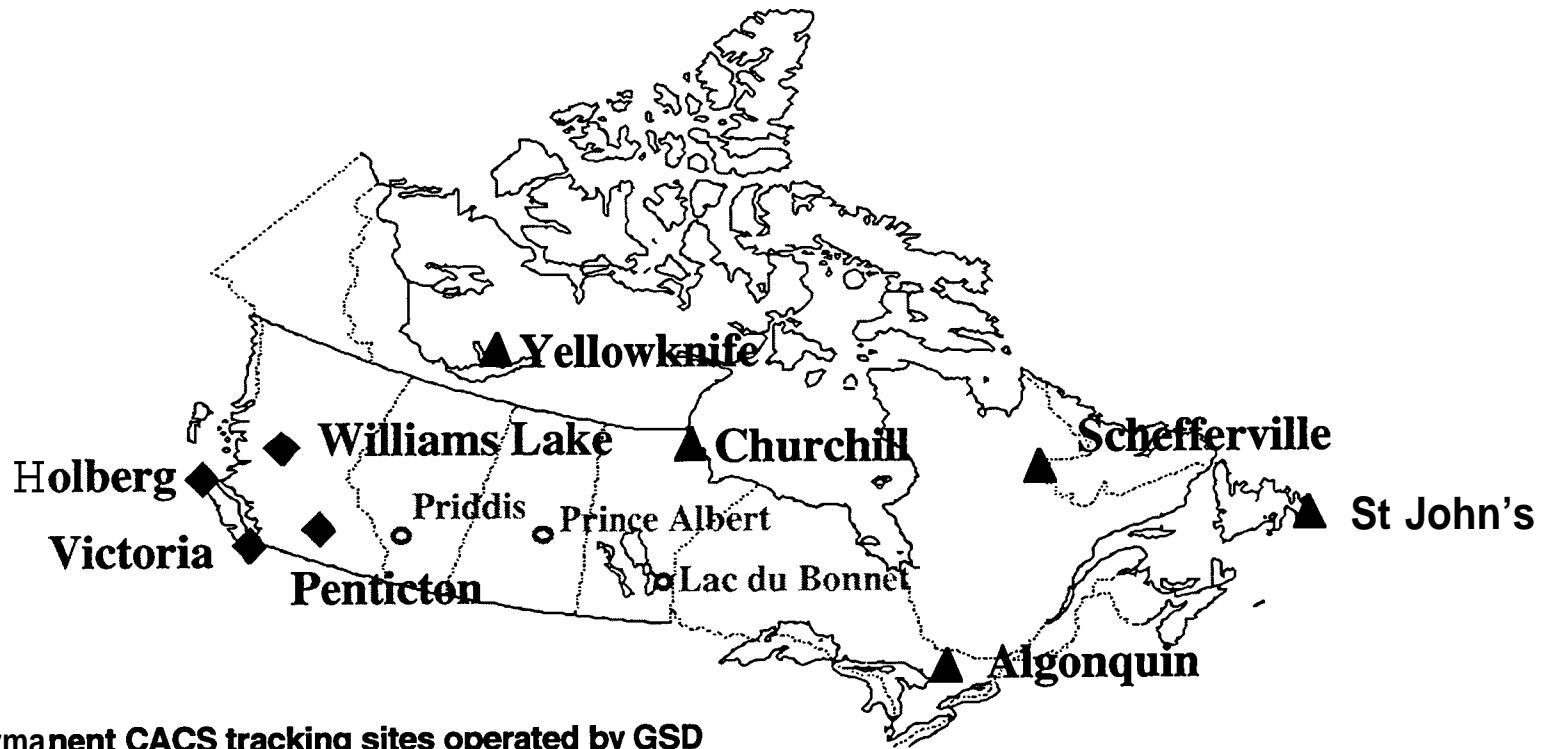 Yellowknife
Williams Lake
Churchill
Schefferville
Holberg
Priddis
Prince Albert
St John's
Victoria
Penticton
Lac du Bonnet
Algonquin
CACS tracking sites operated by GSD